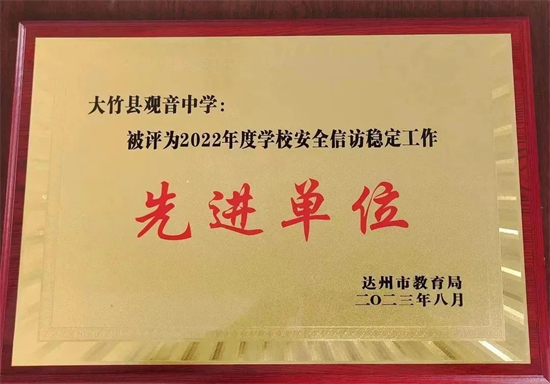 大竹县观音中学：
被评为2022年度学校安全信访稳定工作
先进单位
达州市教育局
二〇二三年八月